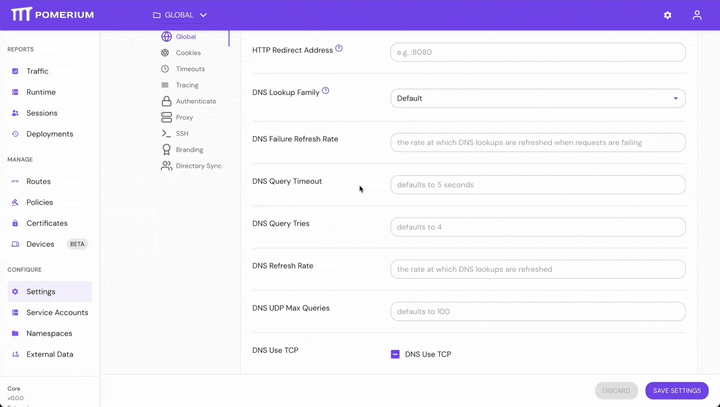 POMERIUM
GLOBAL
REPORTS
Traffic
Runtime
Sessions
Deployments
MANAGE
Routes
Policies
Certificates
Devices BETA
CONFIGURE
Settings
Service Accounts
Namespaces
External Data
Core
v0.0.0
Global
Cookies
Timeouts
Tracing
Authenticate
Proxy
SSH
Branding
Directory Sync
HTTP Redirect Address ?
e.g. :8080
DNS Lookup Family ?
Default
DNS Failure Refresh Rate
the rate at which DNS lookups are refreshed when requests are failing
DNS Query Timeout
defaults to 5 seconds
DNS Query Tries
defaults to 4
DNS Refresh Rate
the rate at which DNS lookups are refreshed
DNS UDP Max Queries
defaults to 100
DNS Use TCP
DNS Use TCP
DISCARD
SAVE SETTINGS